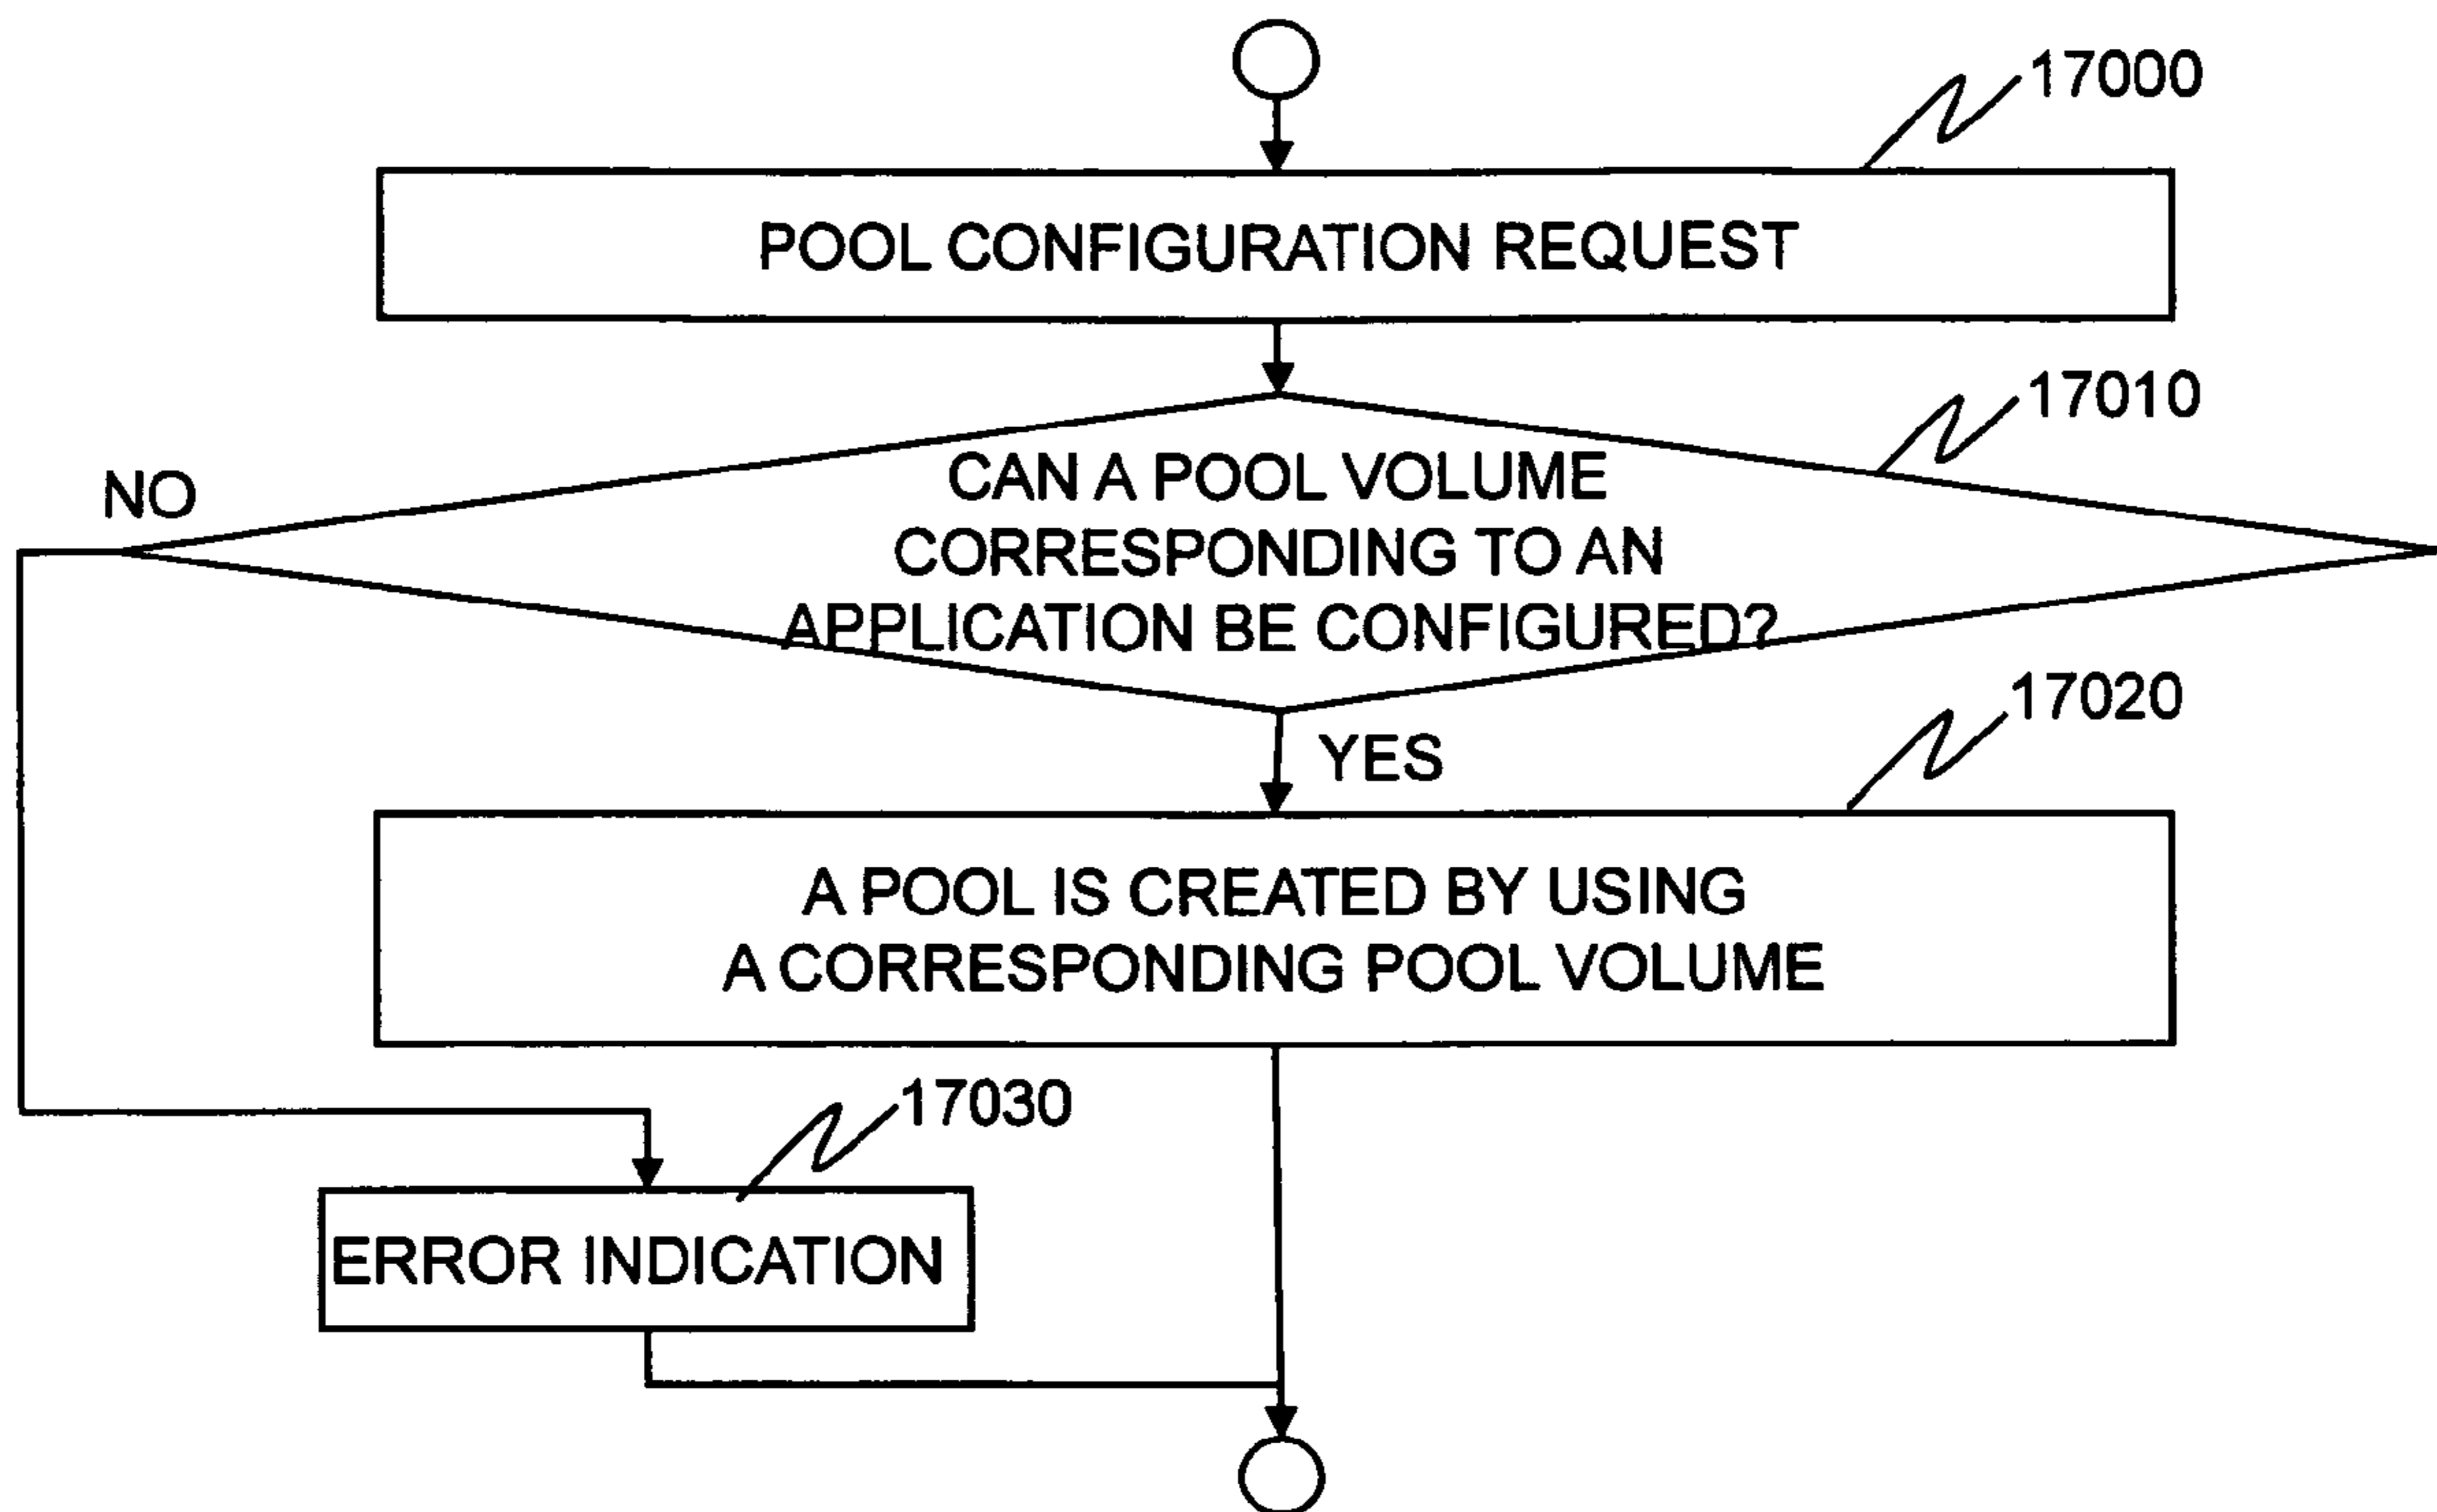 17000
POOL CONFIGURATION REQUEST
17010
NO
CAN A POOL VOLUME
CORRESPONDING TO AN
APPLICATION BE CONFIGURED?
17020
YES
A POOL IS CREATED BY USING
A CORRESPONDING POOL VOLUME
17030
ERROR INDICATION